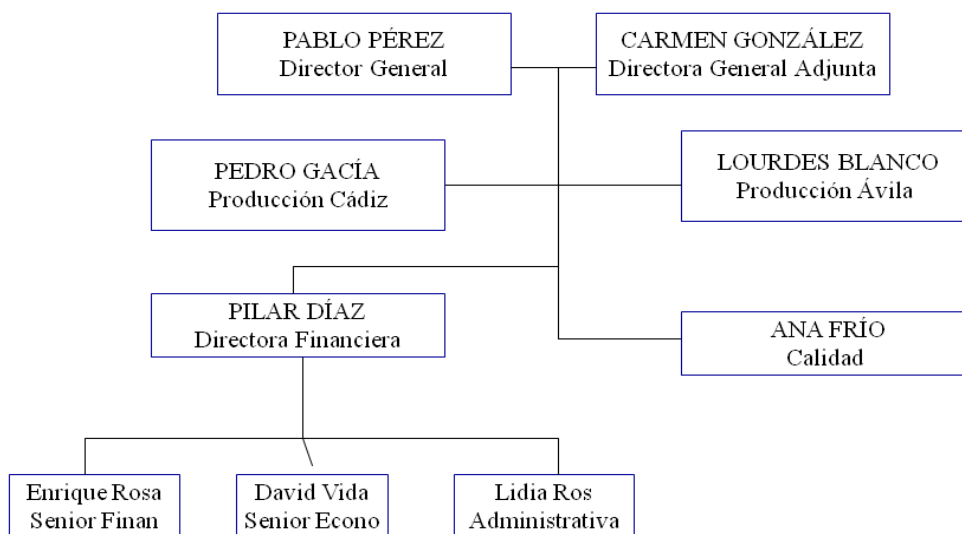 PABLO PÉREZ
Director General
CARMEN GONZÁLEZ
Directora General Adjunta
PEDRO GACÍA
Producción Cádiz
LOURDES BLANCO
Producción Ávila
PILAR DÍAZ
Directora Financiera
ANA FRÍO
Calidad
Enrique Rosa
Senior Finan
David Vida
Senior Econo
Lidia Ros
Administrativa